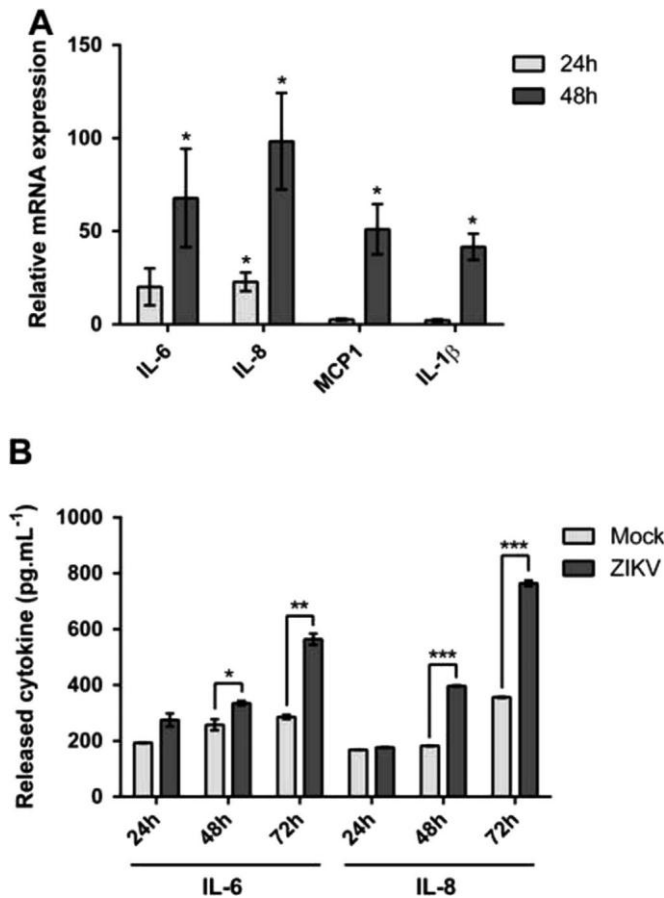 A
Relative mRNA expression
150
100
50
0
24h
48h
*
*
*
*
*
IL-6
IL-8
MCP1
IL-1β
B
Released cytokine (pg.mL⁻¹)
1000
800
600
400
200
0
Mock
ZIKV
*
**
***
***
24h
48h
72h
24h
48h
72h
IL-6
IL-8